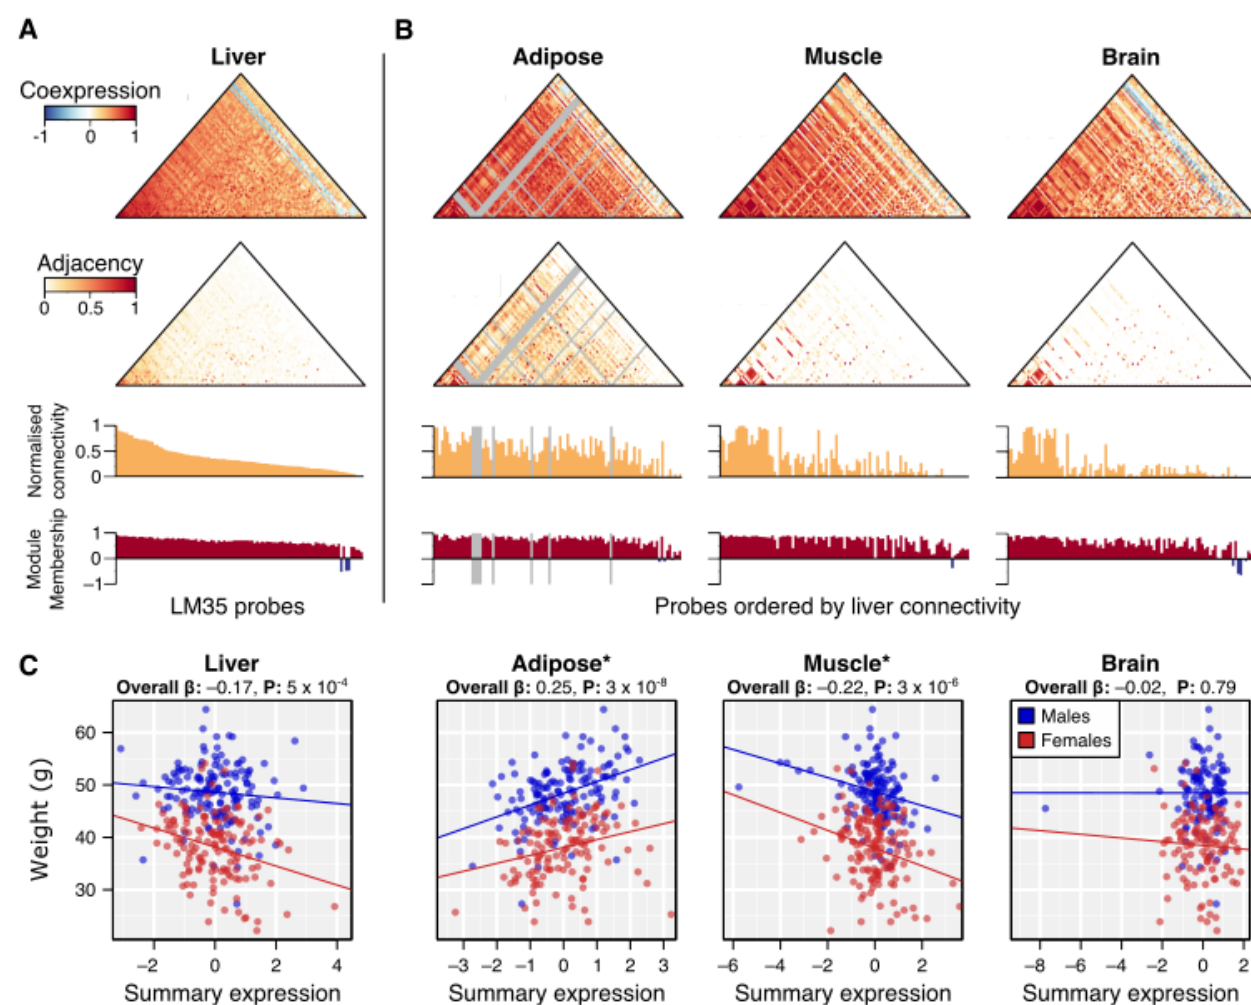 A
B
Liver
Adipose
Muscle
Brain
Coexpression
-1 0 1
Adjacency
0 0.5 1
Normalised
connectivity
1
0.5
0
Module
Membership
1
0
−1
LM35 probes
Probes ordered by liver connectivity
C
Liver
Overall β: −0.17, P: 5 x 10-4
Adipose*
Overall β: 0.25, P: 3 x 10-8
Muscle*
Overall β: −0.22, P: 3 x 10-6
Brain
Overall β: −0.02, P: 0.79
Males
Females
Weight (g)
60
50
40
30
−2 0 2 4
−3 −2 −1 0 1 2 3
−6 −4 −2 0 2
−8 −6 −4 −2 0 2
Summary expression
Summary expression
Summary expression
Summary expression